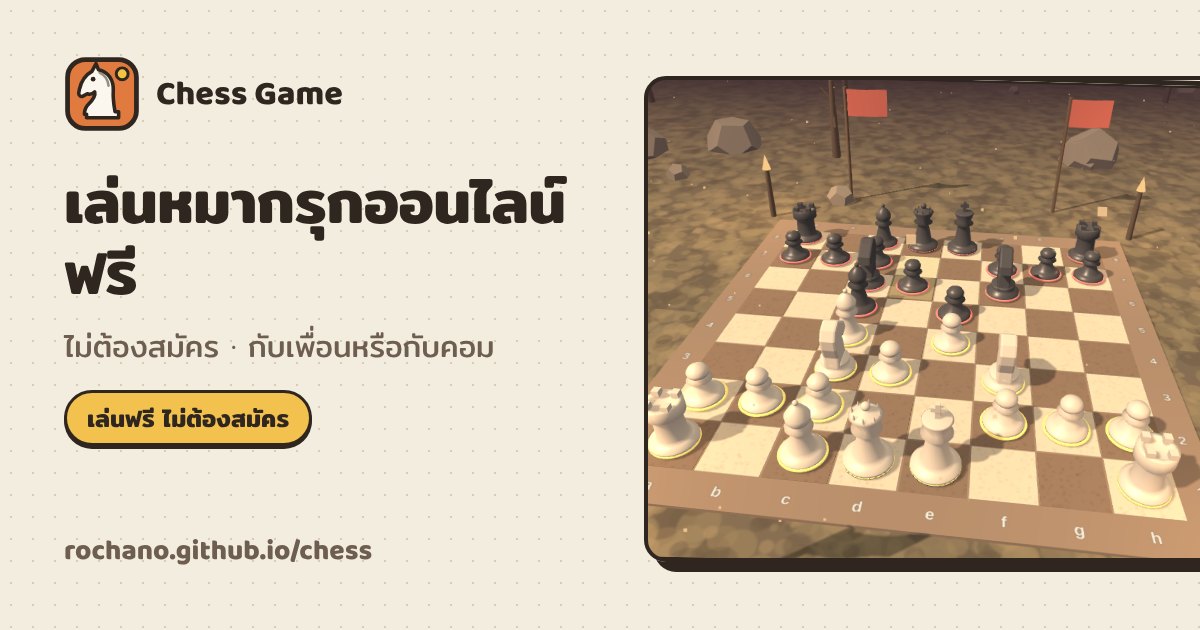 Chess Game
เล่นหมากรุกออนไลน์
ฟรี
ไม่ต้องสมัคร · กับเพื่อนหรือกับคอม
เล่นฟรี ไม่ต้องสมัคร
rochano.github.io/chess
b c d e f g h